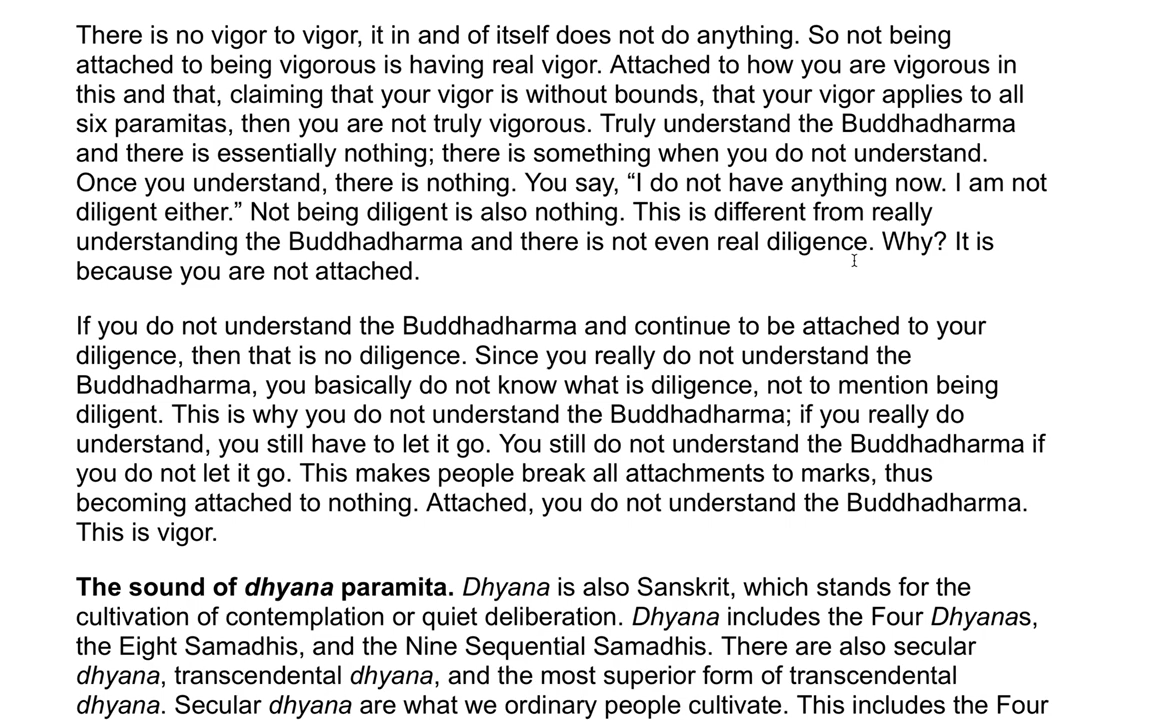 There is no vigor to vigor, it in and of itself does not do anything. So not being
attached to being vigorous is having real vigor. Attached to how you are vigorous in
this and that, claiming that your vigor is without bounds, that your vigor applies to all
six paramitas, then you are not truly vigorous. Truly understand the Buddhadharma
and there is essentially nothing; there is something when you do not understand.
Once you understand, there is nothing. You say, “I do not have anything now. I am not
diligent either.” Not being diligent is also nothing. This is different from really
understanding the Buddhadharma and there is not even real diligence. Why? It is
because you are not attached.
If you do not understand the Buddhadharma and continue to be attached to your
diligence, then that is no diligence. Since you really do not understand the
Buddhadharma, you basically do not know what is diligence, not to mention being
diligent. This is why you do not understand the Buddhadharma; if you really do
understand, you still have to let it go. You still do not understand the Buddhadharma if
you do not let it go. This makes people break all attachments to marks, thus
becoming attached to nothing. Attached, you do not understand the Buddhadharma.
This is vigor.
The sound of dhyana paramita. Dhyana is also Sanskrit, which stands for the
cultivation of contemplation or quiet deliberation. Dhyana includes the Four Dhyanas,
the Eight Samadhis, and the Nine Sequential Samadhis. There are also secular
dhyana, transcendental dhyana, and the most superior form of transcendental
dhyana. Secular dhyana are what we ordinary people cultivate. This includes the Four